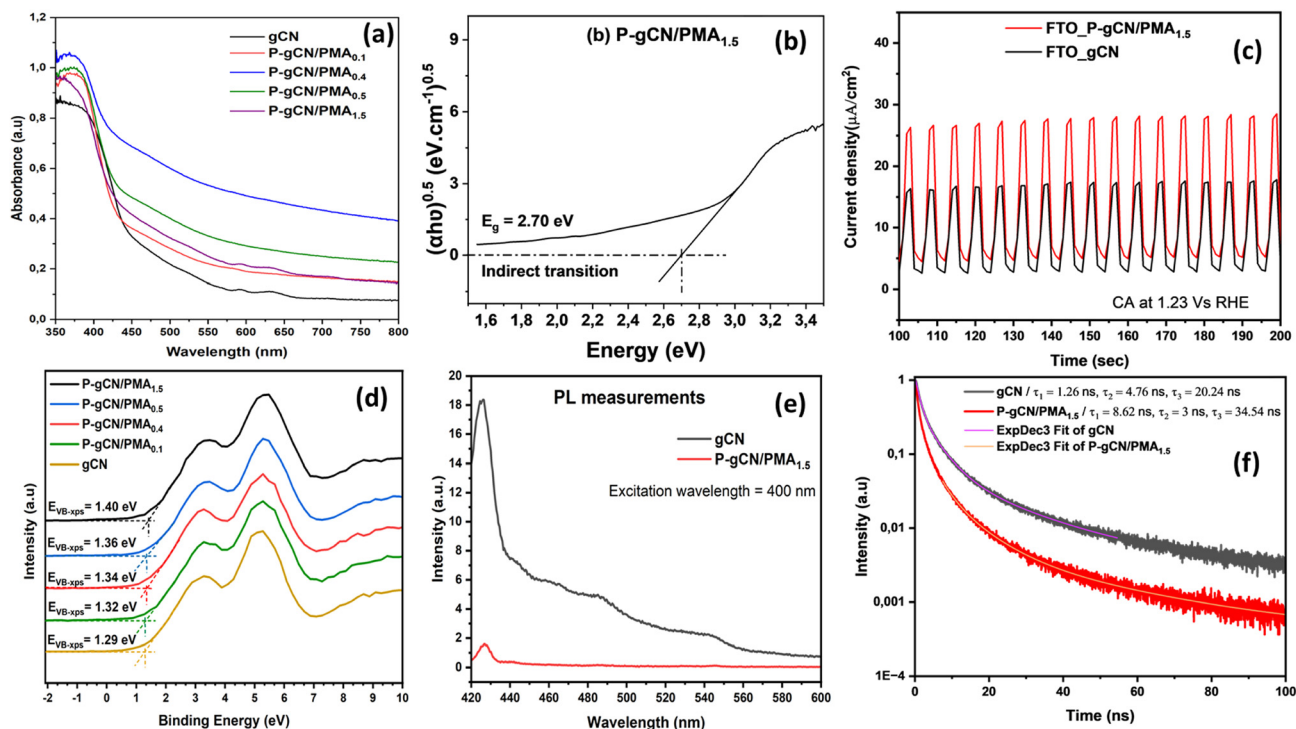 (a)
gCN
P-gCN/PMA0.1
P-gCN/PMA0.4
P-gCN/PMA0.5
P-gCN/PMA1.5
Absorbance (a.u)
1,2
1,0
0,8
0,6
0,4
0,2
0,0
350 400 450 500 550 600 650 700 750 800
Wavelength (nm)
(b) P-gCN/PMA1.5
(b)
(αhυ)^0.5 (eV.cm⁻¹)^0.5
9
6
3
0
Eg = 2.70 eV
Indirect transition
1,6 1,8 2,0 2,2 2,4 2,6 2,8 3,0 3,2 3,4
Energy (eV)
FTO_P-gCN/PMA1.5
FTO_gCN
(c)
Current density(μA/cm²)
40
30
20
10
0
CA at 1.23 Vs RHE
100 110 120 130 140 150 160 170 180 190 200
Time (sec)
P-gCN/PMA1.5
P-gCN/PMA0.5
P-gCN/PMA0.4
P-gCN/PMA0.1
gCN
(d)
Intensity (a.u)
EVB-xps= 1.40 eV
EVB-xps= 1.36 eV
EVB-xps= 1.34 eV
EVB-xps= 1.32 eV
EVB-xps= 1.29 eV
-2 -1 0 1 2 3 4 5 6 7 8 9 10
Binding Energy (eV)
PL measurements
(e)
gCN
P-gCN/PMA1.5
Excitation wavelength = 400 nm
Intensity (a.u.)
20
18
16
14
12
10
8
6
4
2
0
420 440 460 480 500 520 540 560 580 600
Wavelength (nm)
gCN / τ1 = 1.26 ns, τ2 = 4.76 ns, τ3 = 20.24 ns
P-gCN/PMA1.5 / τ1 = 8.62 ns, τ2 = 3 ns, τ3 = 34.54 ns
ExpDec3 Fit of gCN
ExpDec3 Fit of P-gCN/PMA1.5
(f)
Intensity (a.u)
1
0,1
0,01
0,001
1E−4
0 20 40 60 80 100
Time (ns)